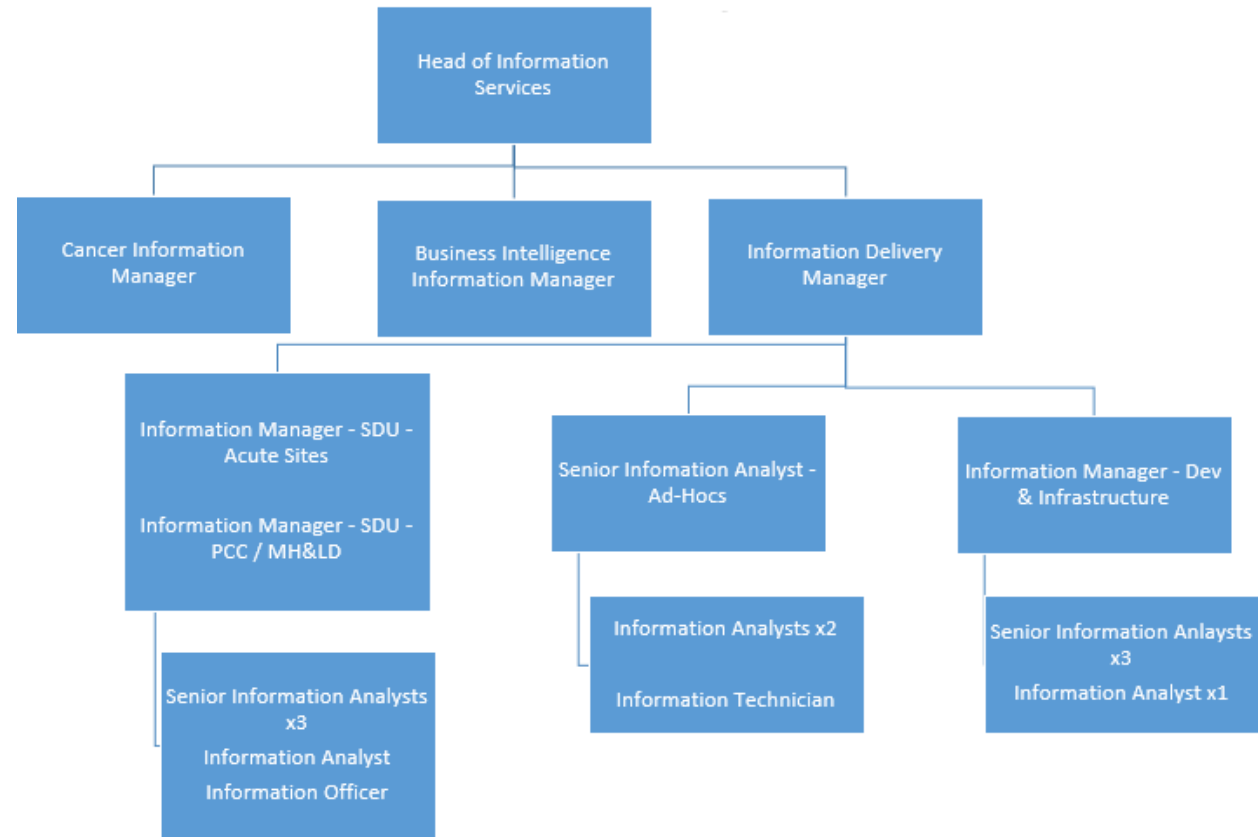 Head of Information
Services
Cancer Information
Manager
Business Intelligence
Information Manager
Information Delivery
Manager
Information Manager - SDU -
Acute Sites
Information Manager - SDU -
PCC / MH&LD
Senior Infomation Analyst -
Ad-Hocs
Information Manager - Dev
& Infrastructure
Senior Information Analysts
x3
Information Analyst
Information Officer
Information Analysts x2
Information Technician
Senior Information Anlaysts
x3
Information Analyst x1